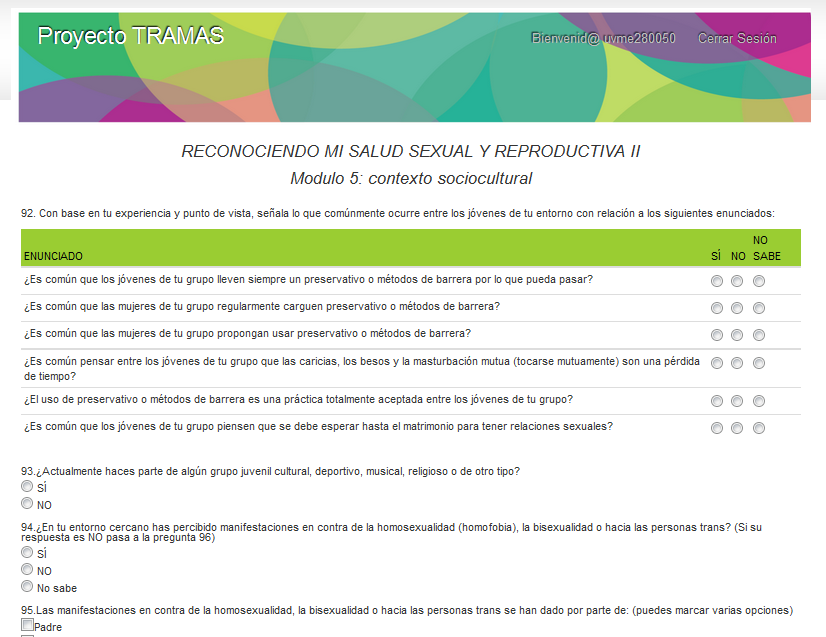 Proyecto TRAMAS
Bienvenid@ uvme280050 Cerrar Sesión
RECONOCIENDO MI SALUD SEXUAL Y REPRODUCTIVA II
Modulo 5: contexto sociocultural
92. Con base en tu experiencia y punto de vista, señala lo que comúnmente ocurre entre los jóvenes de tu entorno con relación a los siguientes enunciados:
ENUNCIADO SÍ NO NO SABE
¿Es común que los jóvenes de tu grupo lleven siempre un preservativo o métodos de barrera por lo que pueda pasar?
¿Es común que las mujeres de tu grupo regularmente carguen preservativo o métodos de barrera?
¿Es común que las mujeres de tu grupo propongan usar preservativo o métodos de barrera?
¿Es común pensar entre los jóvenes de tu grupo que las caricias, los besos y la masturbación mutua (tocarse mutuamente) son una pérdida
de tiempo?
¿El uso de preservativo o métodos de barrera es una práctica totalmente aceptada entre los jóvenes de tu grupo?
¿Es común que los jóvenes de tu grupo piensen que se debe esperar hasta el matrimonio para tener relaciones sexuales?
93.¿Actualmente haces parte de algún grupo juvenil cultural, deportivo, musical, religioso o de otro tipo?
SÍ
NO
94.¿En tu entorno cercano has percibido manifestaciones en contra de la homosexualidad (homofobia), la bisexualidad o hacia las personas trans? (Si su
respuesta es NO pasa a la pregunta 96)
SÍ
NO
No sabe
95.Las manifestaciones en contra de la homosexualidad, la bisexualidad o hacia las personas trans se han dado por parte de: (puedes marcar varias opciones)
Padre